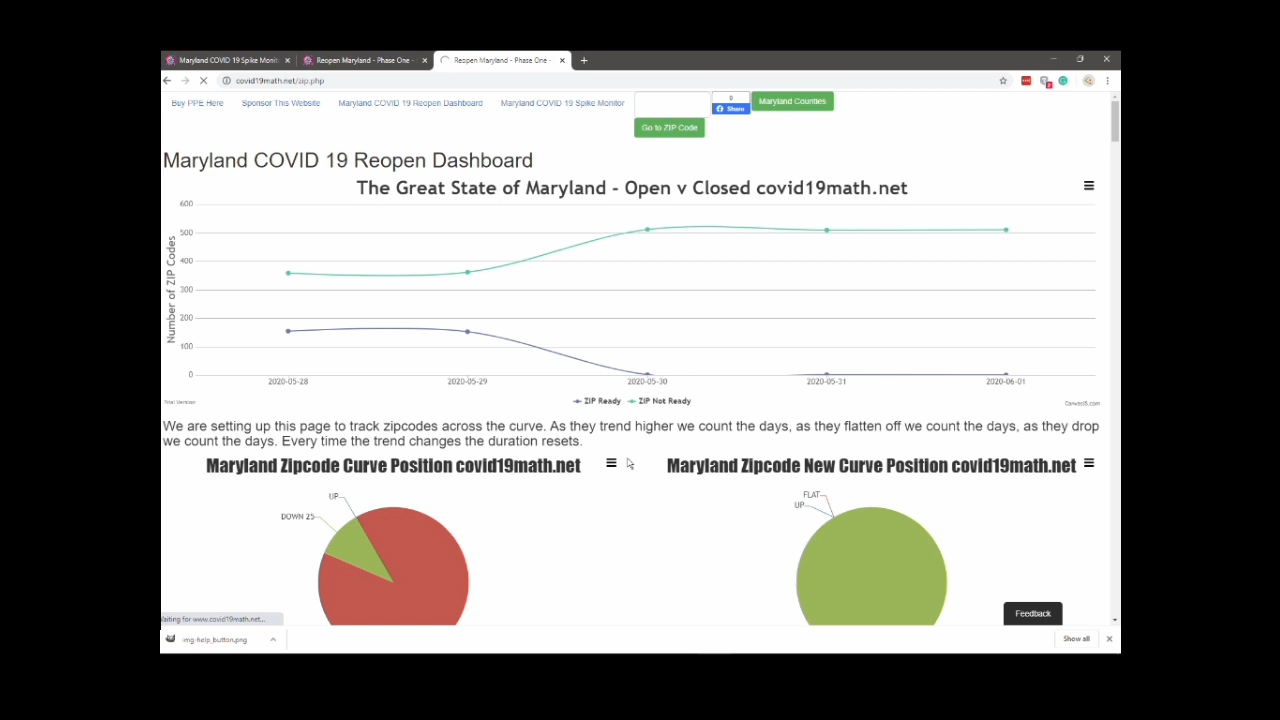 Maryland COVID 19 Spike Monit
Reopen Maryland - Phase One -
Reopen Maryland - Phase One -
covid19math.net/zip.php
Buy PPE Here
Sponsor This Website
Maryland COVID 19 Reopen Dashboard
Maryland COVID 19 Spike Monitor
0
Share
Maryland Counties
Go to ZIP Code
Maryland COVID 19 Reopen Dashboard
The Great State of Maryland - Open v Closed covid19math.net
Number of ZIP Codes
600
500
400
300
200
100
0
2020-05-28
2020-05-29
2020-05-30
2020-05-31
2020-06-01
ZIP Ready
ZIP Not Ready
Trial Version
CanvasJS.com
We are setting up this page to track zipcodes across the curve. As they trend higher we count the days, as they flatten off we count the days, as they drop
we count the days. Every time the trend changes the duration resets.
Maryland Zipcode Curve Position covid19math.net
Maryland Zipcode New Curve Position covid19math.net
UP
DOWN 25
FLAT
UP
Feedback
Waiting for www.covid19math.net...
img-help_button.png
Show all